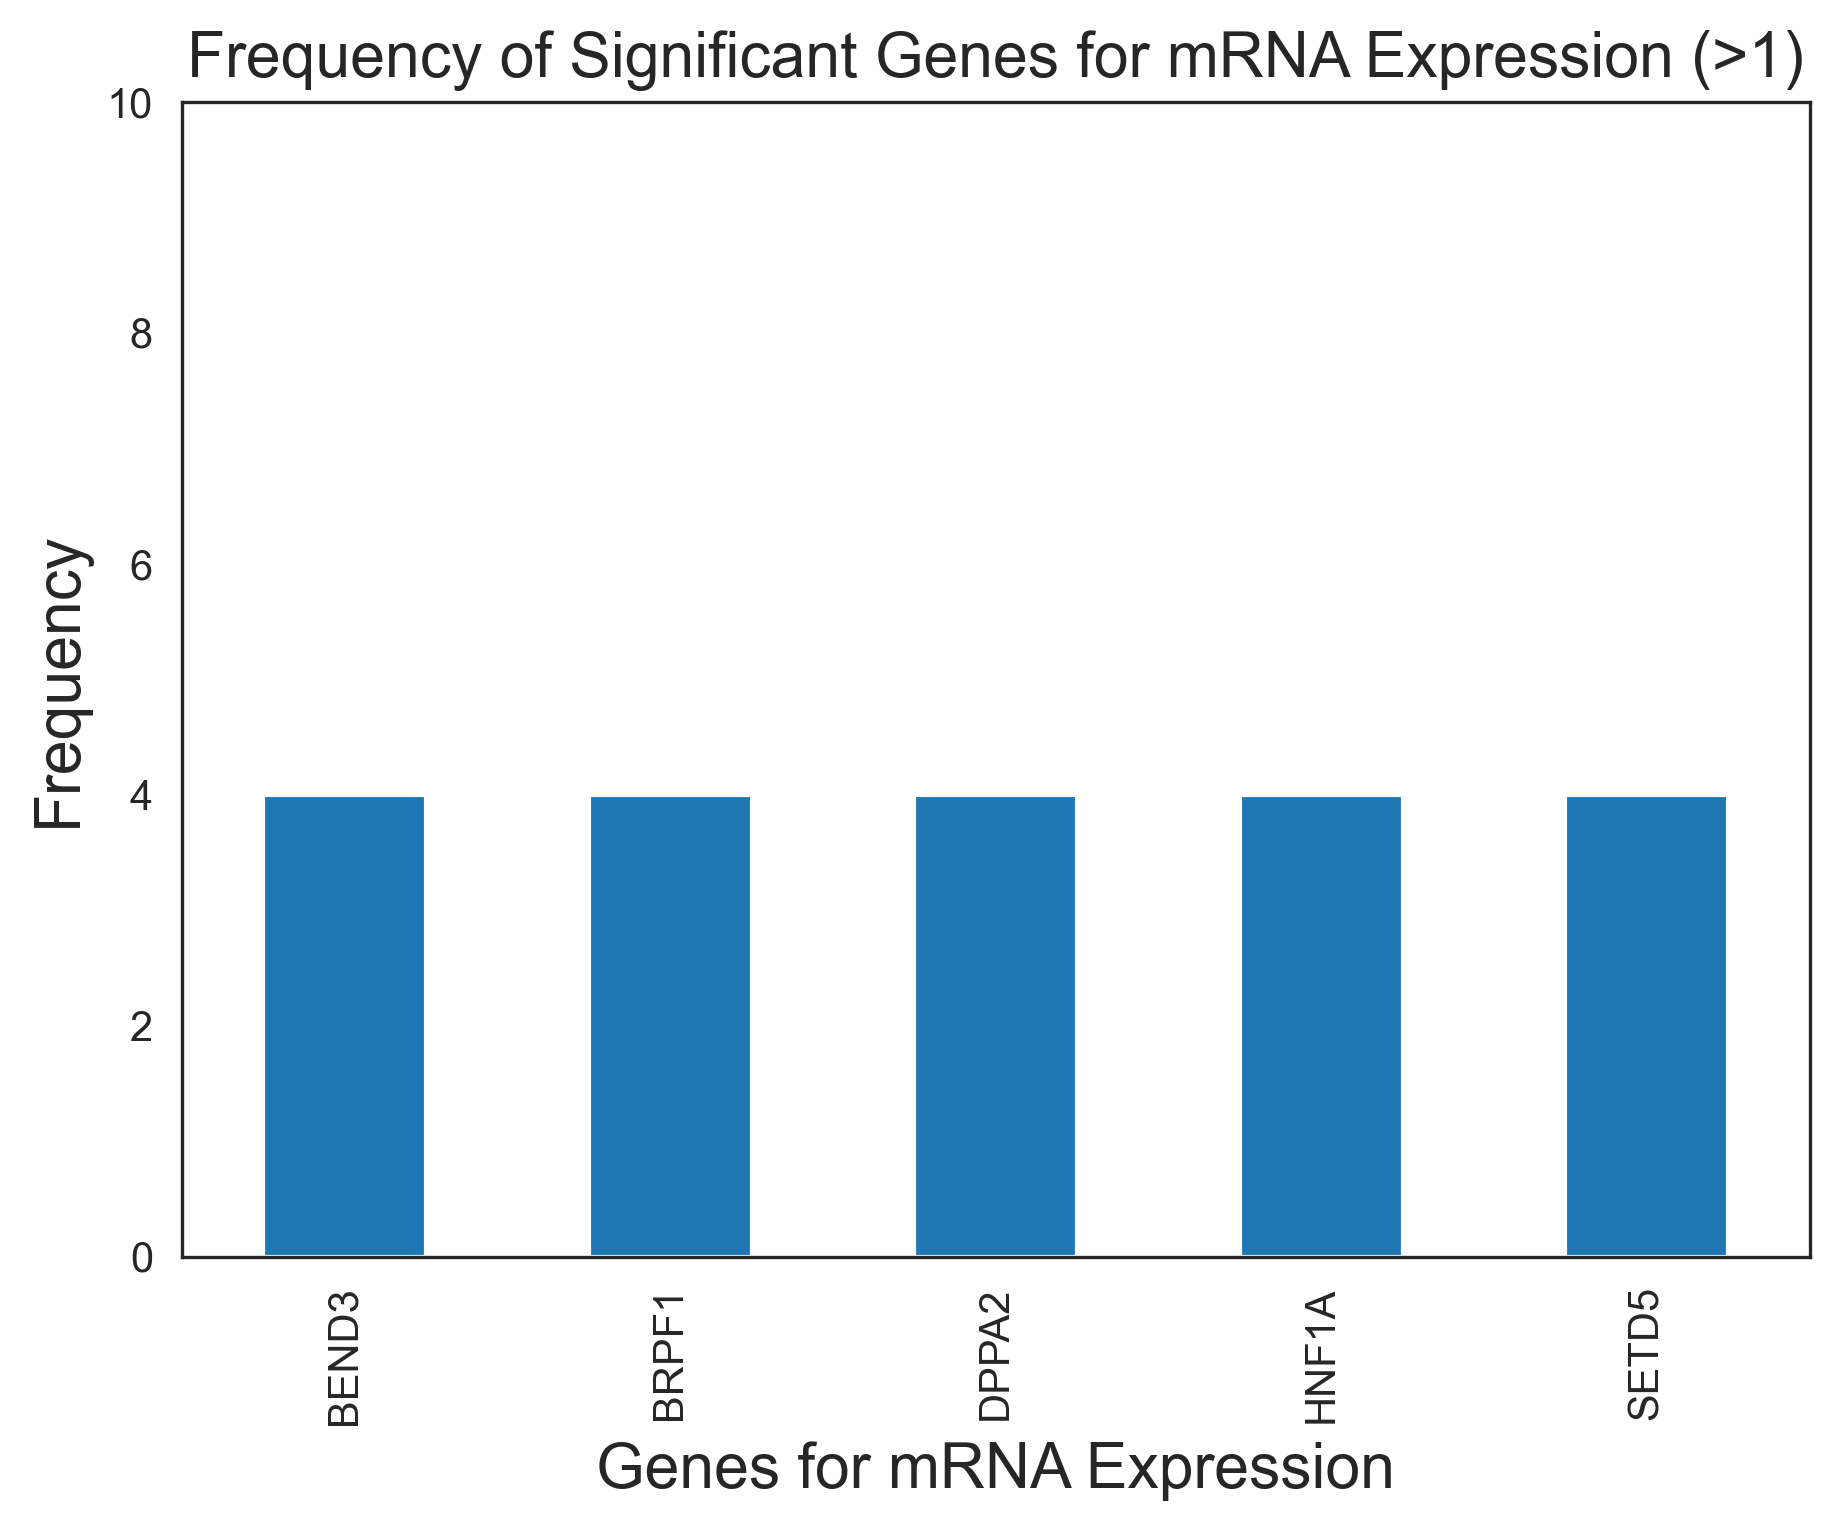 Frequency of Significant Genes for mRNA Expression (>1)
10
8
6
4
2
0
Frequency
BEND3
BRPF1
DPPA2
HNF1A
SETD5
Genes for mRNA Expression